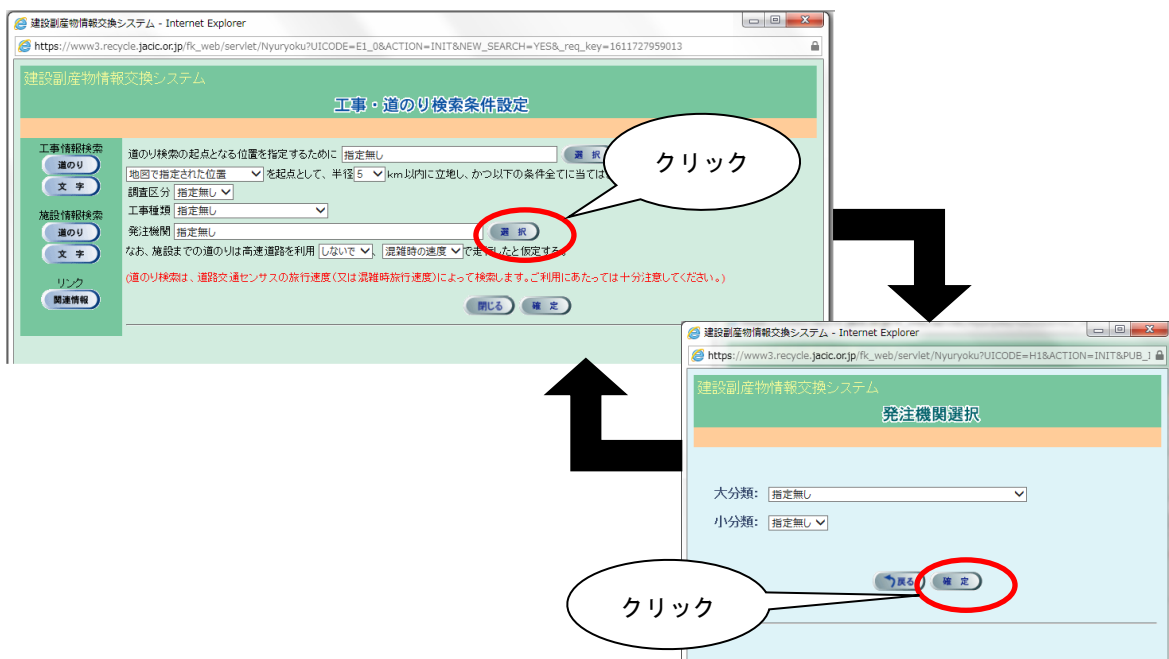 建設副産物情報交換システム - Internet Explorer
https://www3.recycle.jacic.or.jp/fk_web/servlet/Nyuryoku?UICODE=E1_0&ACTION=INIT&NEW_SEARCH=YES&_req_key=1611727959013
建設副産物情報交換システム
工事・道のり検索条件設定
工事情報検索
道のり
文 字
施設情報検索
道のり
文 字
リンク
関連情報
道のり検索の起点となる位置を指定するために 指定無し 選 択
地図で指定された位置 を起点として、半径 5 km以内に立地し、かつ以下の条件全てに当ては
調査区分 指定無し
工事種類 指定無し
発注機関 指定無し 選 択
なお、施設までの道のりは高速道路を利用 しないで 、 混雑時の速度 で走行したと仮定する。
(道のり検索は、道路交通センサスの旅行速度(又は混雑時旅行速度)によって検索します。ご利用にあたっては十分注意してください。)
閉じる 確 定
クリック
建設副産物情報交換システム - Internet Explorer
https://www3.recycle.jacic.or.jp/fk_web/servlet/Nyuryoku?UICODE=H1&ACTION=INIT&PUB_
建設副産物情報交換システム
発注機関選択
大分類: 指定無し
小分類: 指定無し
戻る 確 定
クリック